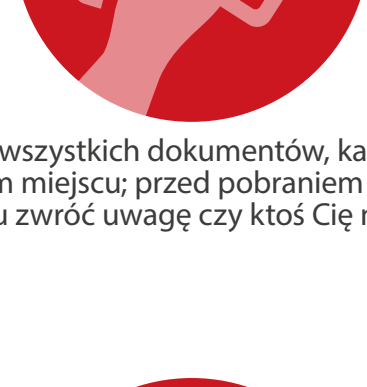 wszystkich dokumentów, ka
miejscu; przed pobraniem
zwróć uwagę czy ktoś Cię